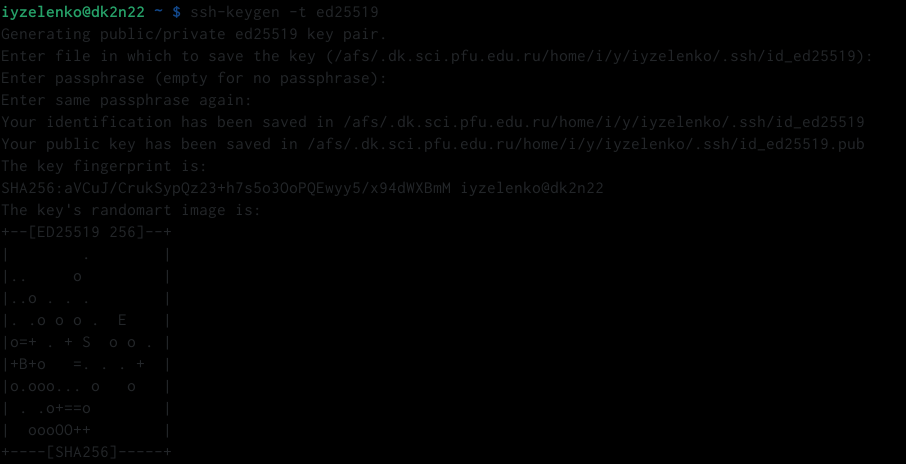 iyzelenko@dk2n22 ~ $ ssh-keygen -t ed25519
Generating public/private ed25519 key pair.
Enter file in which to save the key (/afs/.dk.sci.pfu.edu.ru/home/i/y/iyzelenko/.ssh/id_ed25519):
Enter passphrase (empty for no passphrase):
Enter same passphrase again:
Your identification has been saved in /afs/.dk.sci.pfu.edu.ru/home/i/y/iyzelenko/.ssh/id_ed25519
Your public key has been saved in /afs/.dk.sci.pfu.edu.ru/home/i/y/iyzelenko/.ssh/id_ed25519.pub
The key fingerprint is:
SHA256:aVCuJ/CrukSypQz23+h7s5o3OoPQEwyy5/x94dWXBmM iyzelenko@dk2n22
The key's randomart image is:
+--[ED25519 256]--+
|        .        |
|..     o         |
|..o . . .        |
|. .o o o .  E    |
|o=+ . + S  o o . |
|+B+o   =. . . +  |
|o.ooo... o   o   |
| . .o+==o        |
|  oooOO++        |
+----[SHA256]-----+